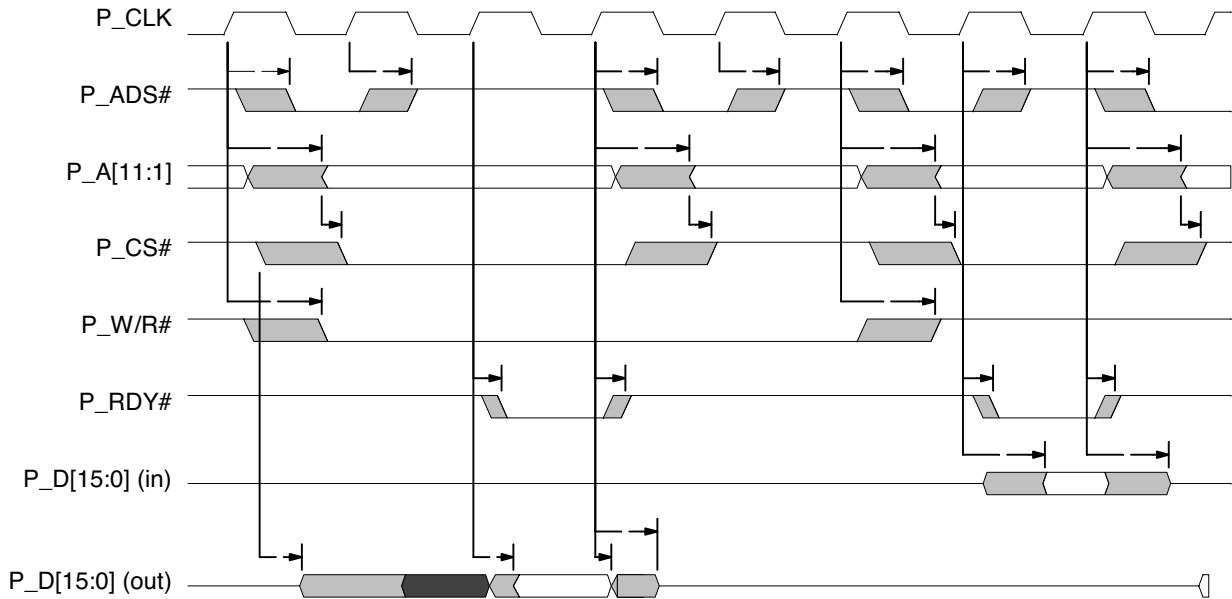 P_CLK
P_ADS#
P_A[11:1]
P_CS#
P_W/R#
P_RDY#
P_D[15:0] (in)
P_D[15:0] (out)